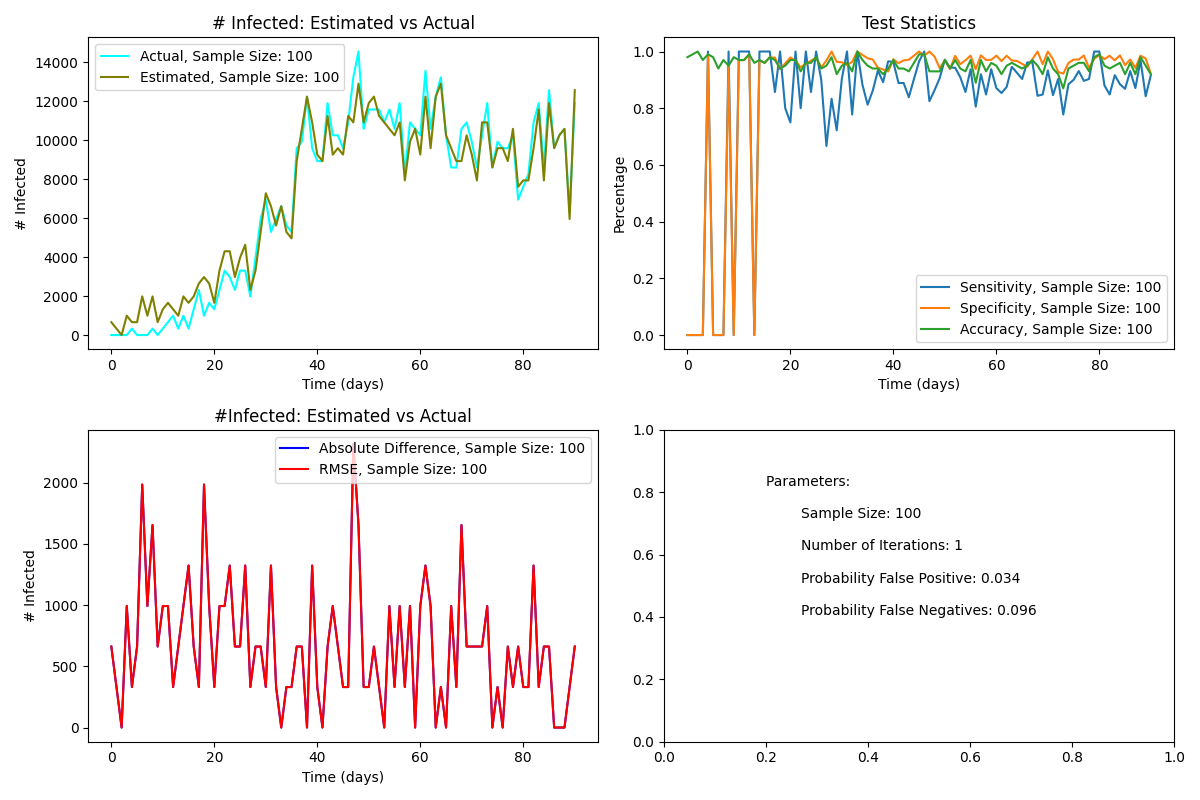 # Infected: Estimated vs Actual
Actual, Sample Size: 100
Estimated, Sample Size: 100
14000
12000
10000
8000
6000
4000
2000
0
# Infected
0 20 40 60 80
Time (days)
Test Statistics
1.0
0.8
0.6
0.4
0.2
0.0
Percentage
Sensitivity, Sample Size: 100
Specificity, Sample Size: 100
Accuracy, Sample Size: 100
0 20 40 60 80
Time (days)
#Infected: Estimated vs Actual
Absolute Difference, Sample Size: 100
RMSE, Sample Size: 100
2000
1500
1000
500
0
# Infected
0 20 40 60 80
Time (days)
1.0
0.8
0.6
0.4
0.2
0.0
Parameters:
Sample Size: 100
Number of Iterations: 1
Probability False Positive: 0.034
Probability False Negatives: 0.096
0.0 0.2 0.4 0.6 0.8 1.0